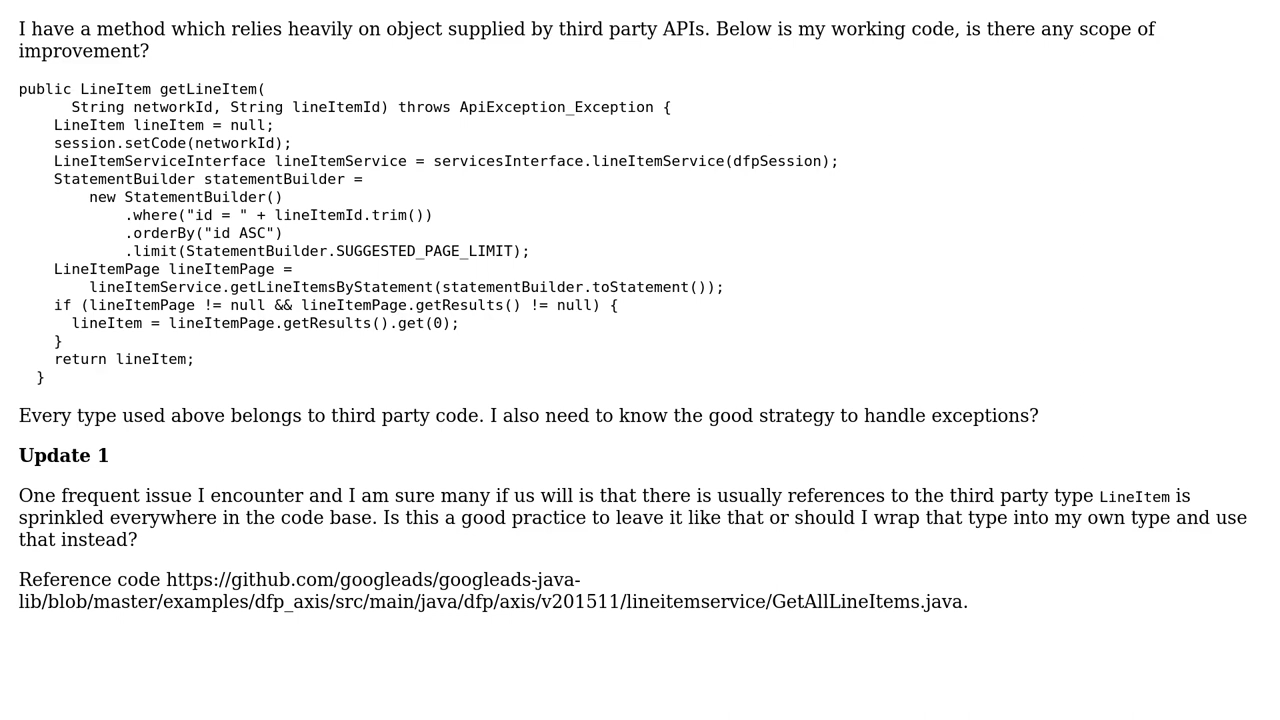 I have a method which relies heavily on object supplied by third party APIs. Below is my working code, is there any scope of
improvement?
public LineItem getLineItem(
      String networkId, String lineItemId) throws ApiException_Exception {
    LineItem lineItem = null;
    session.setCode(networkId);
    LineItemServiceInterface lineItemService = servicesInterface.lineItemService(dfpSession);
    StatementBuilder statementBuilder =
        new StatementBuilder()
            .where("id = " + lineItemId.trim())
            .orderBy("id ASC")
            .limit(StatementBuilder.SUGGESTED_PAGE_LIMIT);
    LineItemPage lineItemPage =
        lineItemService.getLineItemsByStatement(statementBuilder.toStatement());
    if (lineItemPage != null && lineItemPage.getResults() != null) {
      lineItem = lineItemPage.getResults().get(0);
    }
    return lineItem;
  }
Every type used above belongs to third party code. I also need to know the good strategy to handle exceptions?
Update 1
One frequent issue I encounter and I am sure many if us will is that there is usually references to the third party type LineItem is
sprinkled everywhere in the code base. Is this a good practice to leave it like that or should I wrap that type into my own type and use
that instead?
Reference code https://github.com/googleads/googleads-java-
lib/blob/master/examples/dfp_axis/src/main/java/dfp/axis/v201511/lineitemservice/GetAllLineItems.java.